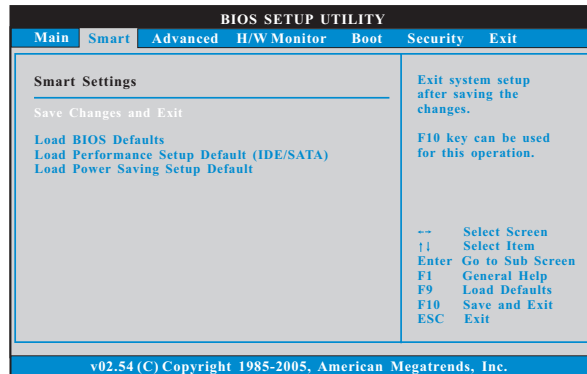 BIOS SETUP UTILITY
Main Smart Advanced H/W Monitor Boot Security Exit
Smart Settings
Save Changes and Exit
Load BIOS Defaults
Load Performance Setup Default (IDE/SATA)
Load Power Saving Setup Default
Exit system setup
after saving the
changes.
F10 key can be used
for this operation.
←→ Select Screen
↑↓ Select Item
Enter Go to Sub Screen
F1 General Help
F9 Load Defaults
F10 Save and Exit
ESC Exit
v02.54 (C) Copyright 1985-2005, American Megatrends, Inc.